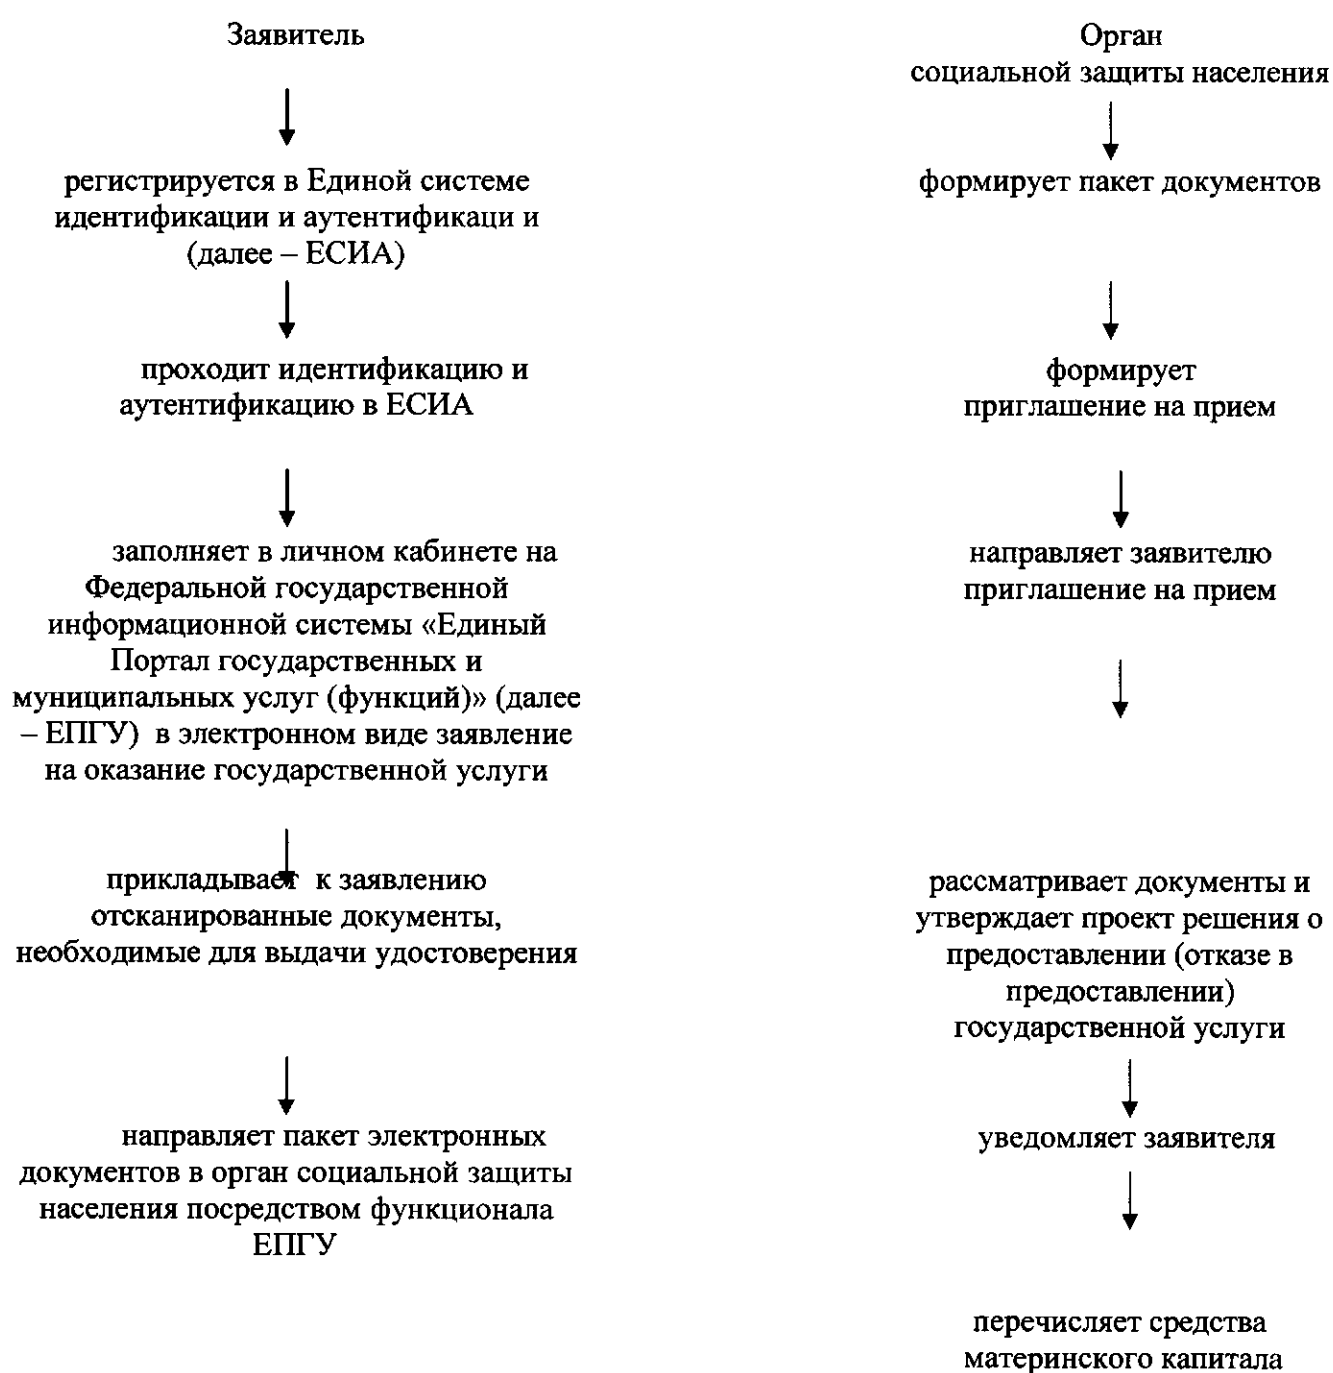 Заявитель
регистрируется в Единой системе
идентификации и аутентификаци и
(далее – ЕСИА)
проходит идентификацию и
аутентификацию в ЕСИА
заполняет в личном кабинете на
Федеральной государственной
информационной системы «Единый
Портал государственных и
муниципальных услуг (функций)» (далее
– ЕПГУ) в электронном виде заявление
на оказание государственной услуги
прикладывает к заявлению
отсканированные документы,
необходимые для выдачи удостоверения
направляет пакет электронных
документов в орган социальной защиты
населения посредством функционала
ЕПГУ
Орган
социальной защиты населения
формирует пакет документов
формирует
приглашение на прием
направляет заявителю
приглашение на прием
рассматривает документы и
утверждает проект решения о
предоставлении (отказе в
предоставлении)
государственной услуги
уведомляет заявителя
перечисляет средства
материнского капитала